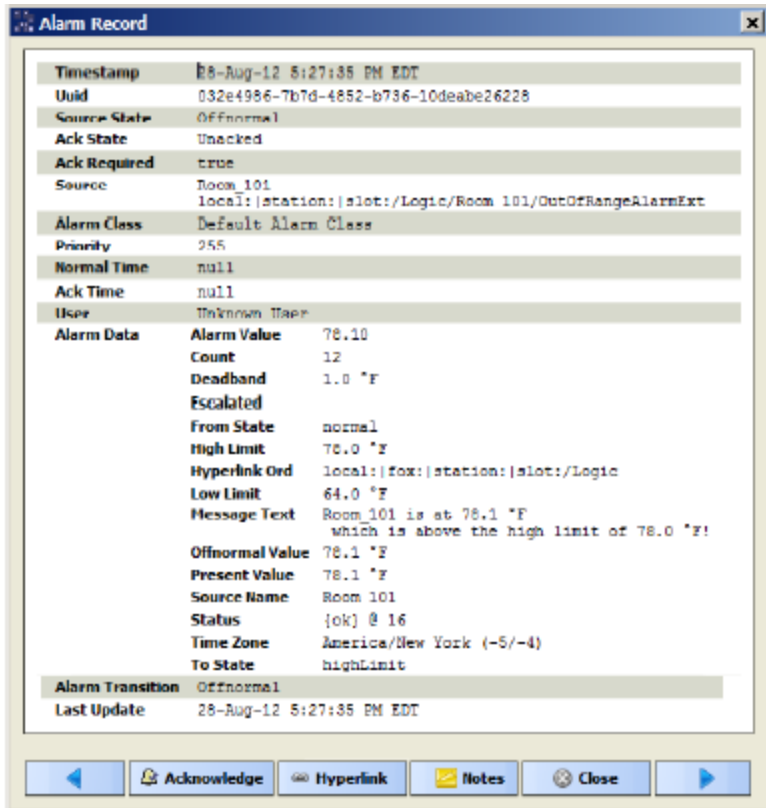 Alarm Record
Timestamp 28-Aug-12 5:27:35 PM EDT
Uuid 032e4986-7b7d-4852-b736-10deabe26228
Source State Offnormal
Ack State Unacked
Ack Required true
Source Room_101
local:|station:|slot:/Logic/Room 101/OutOfRangeAlarmExt
Alarm Class Default Alarm Class
Priority 255
Normal Time null
Ack Time null
User Unknown User
Alarm Data Alarm Value 78.10
Count 12
Deadband 1.0 °F
Escalated
From State normal
High Limit 78.0 °F
Hyperlink Ord local:|fox:|station:|slot:/Logic
Low Limit 64.0 °F
Message Text Room_101 is at 78.1 °F
which is above the high limit of 78.0 °F!
Offnormal Value 78.1 °F
Present Value 78.1 °F
Source Name Room 101
Status {ok} @ 16
Time Zone America/New York (-5/-4)
To State highLimit
Alarm Transition Offnormal
Last Update 28-Aug-12 5:27:35 PM EDT
Acknowledge Hyperlink Notes Close